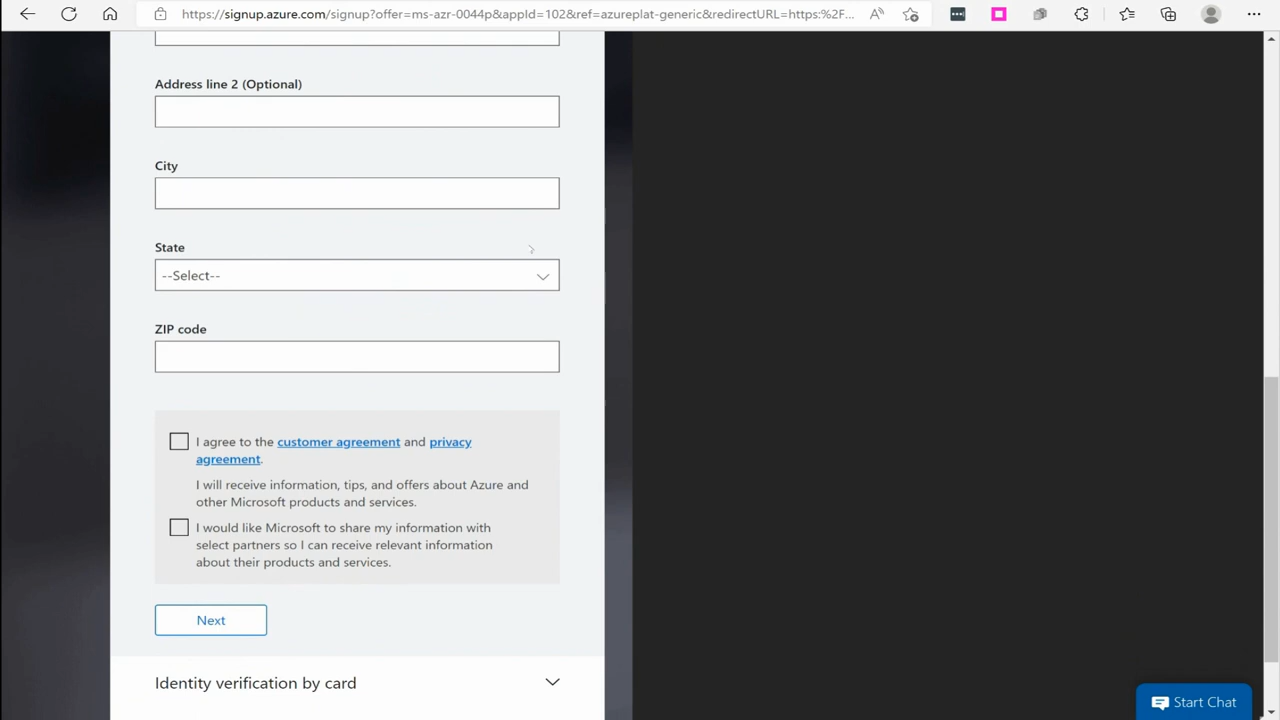 https://signup.azure.com/signup?offer=ms-azr-0044p&appId=102&ref=azureplat-generic&redirectURL=https:%2F...
Address line 2 (Optional)
City
State
--Select--
ZIP code
I agree to the customer agreement and privacy
agreement.
I will receive information, tips, and offers about Azure and
other Microsoft products and services.
I would like Microsoft to share my information with
select partners so I can receive relevant information
about their products and services.
Next
Identity verification by card
Start Chat